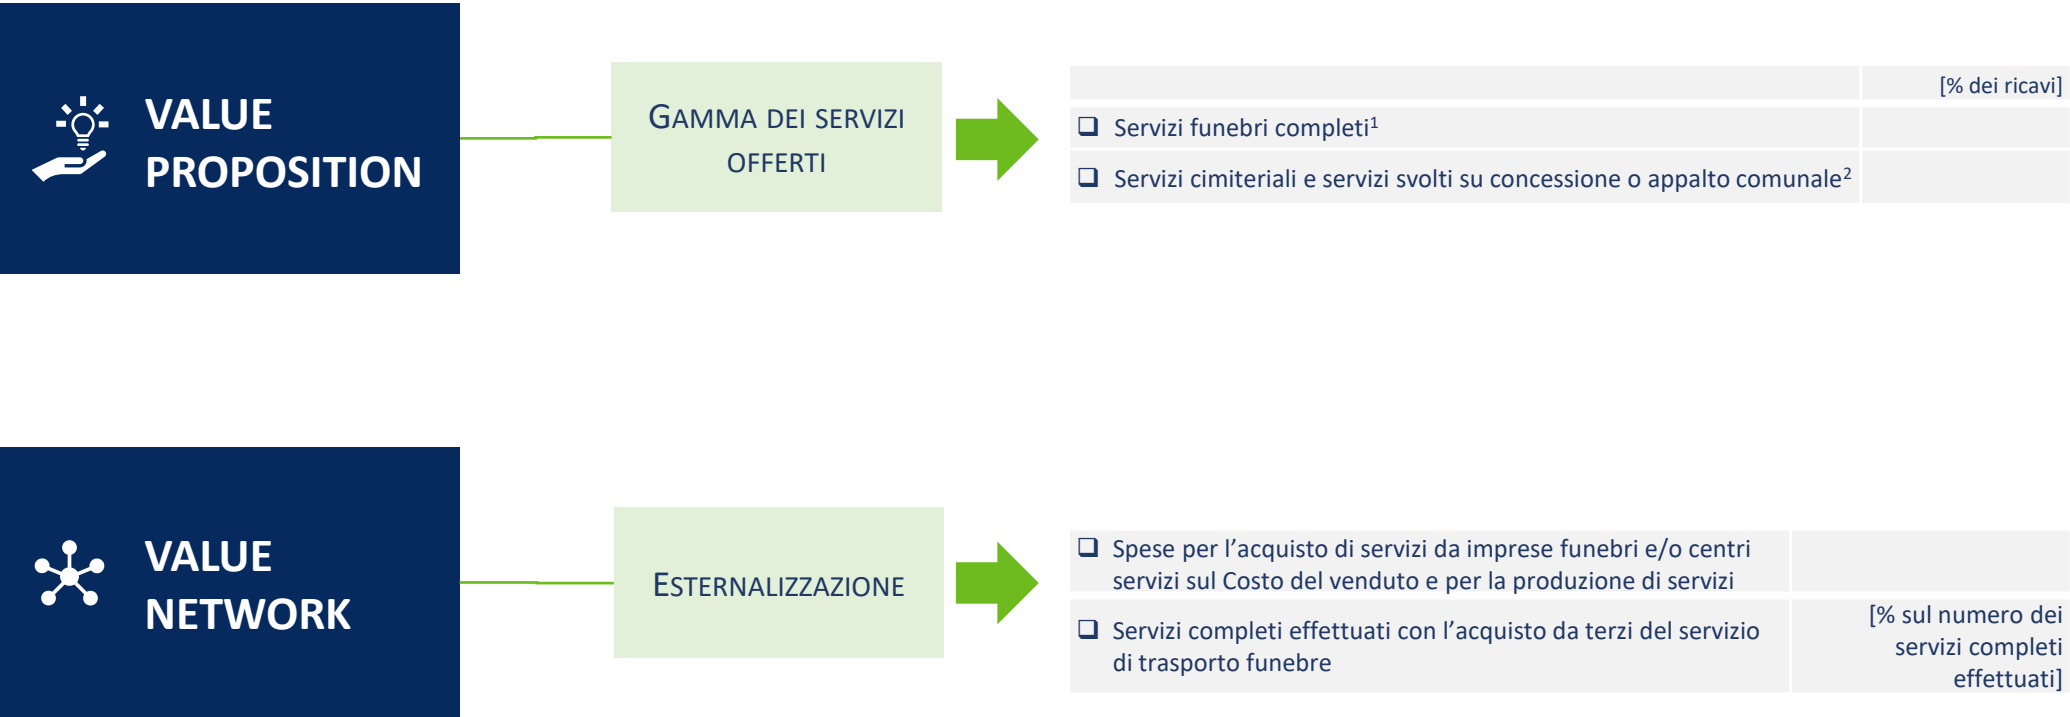 VALUE
PROPOSITION
GAMMA DEI SERVIZI
OFFERTI
[% dei ricavi]
❑ Servizi funebri completi¹
❑ Servizi cimiteriali e servizi svolti su concessione o appalto comunale²
VALUE
NETWORK
ESTERNALIZZAZIONE
❑ Spese per l’acquisto di servizi da imprese funebri e/o centri
servizi sul Costo del venduto e per la produzione di servizi
❑ Servizi completi effettuati con l’acquisto da terzi del servizio
di trasporto funebre
[% sul numero dei
servizi completi
effettuati]